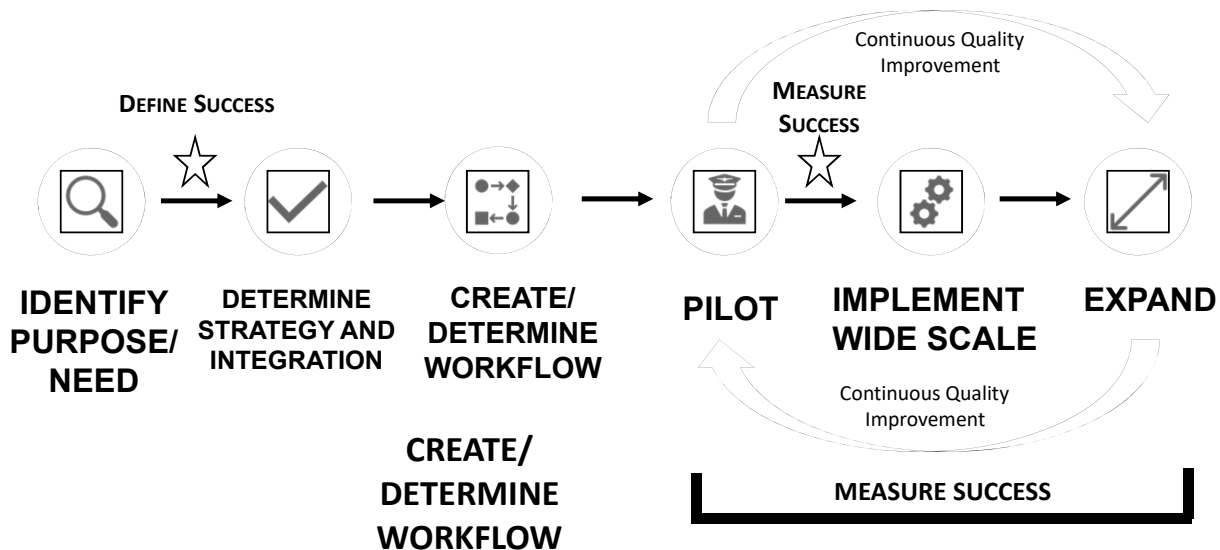 Continuous Quality
Improvement
DEFINE SUCCESS
MEASURE
SUCCESS
IDENTIFY
PURPOSE/
NEED
DETERMINE
STRATEGY AND
INTEGRATION
CREATE/
DETERMINE
WORKFLOW
PILOT
IMPLEMENT
WIDE SCALE
EXPAND
Continuous Quality
Improvement
CREATE/
DETERMINE
WORKFLOW
MEASURE SUCCESS